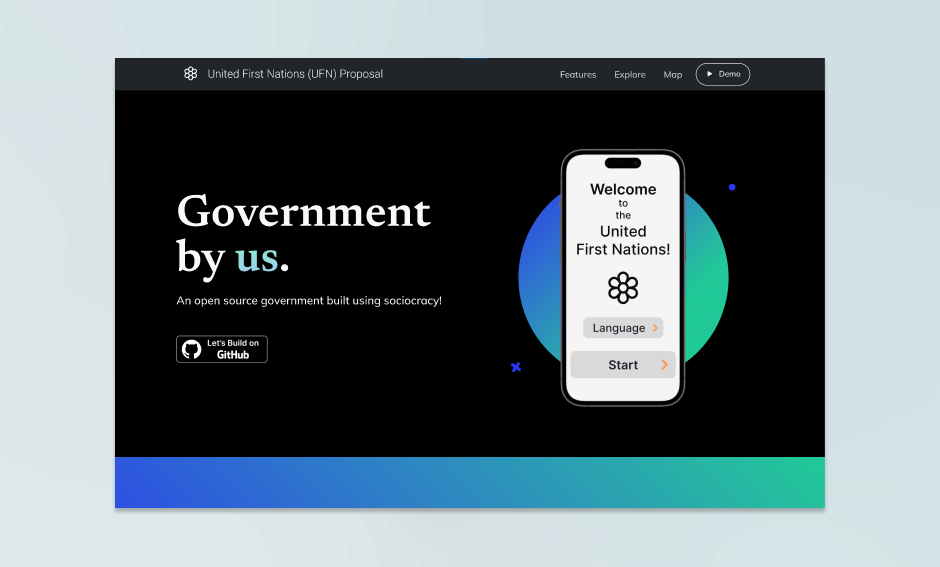 United First Nations (UFN) Proposal
Features
Explore
Map
Demo
Government
by us.
An open source government built using sociocracy!
Let's Build on
GitHub
Welcome
to
the
United
First Nations!
Language
Start